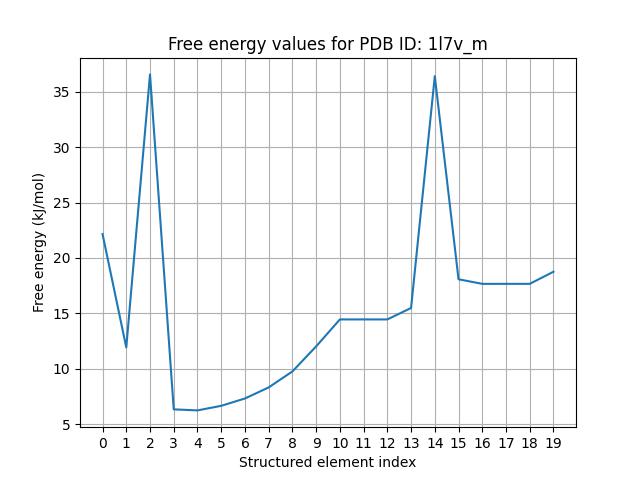 Free energy values for PDB ID: 1l7v_m
Free energy (kJ/mol)
35
30
25
20
15
10
5
0 1 2 3 4 5 6 7 8 9 10 11 12 13 14 15 16 17 18 19
Structured element index